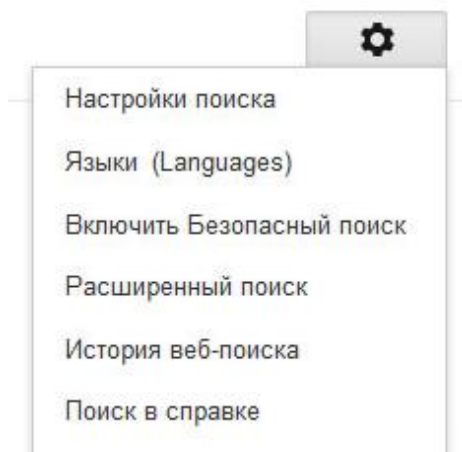 Настройки поиска
Языки (Languages)
Включить Безопасный поиск
Расширенный поиск
История веб-поиска
Поиск в справке